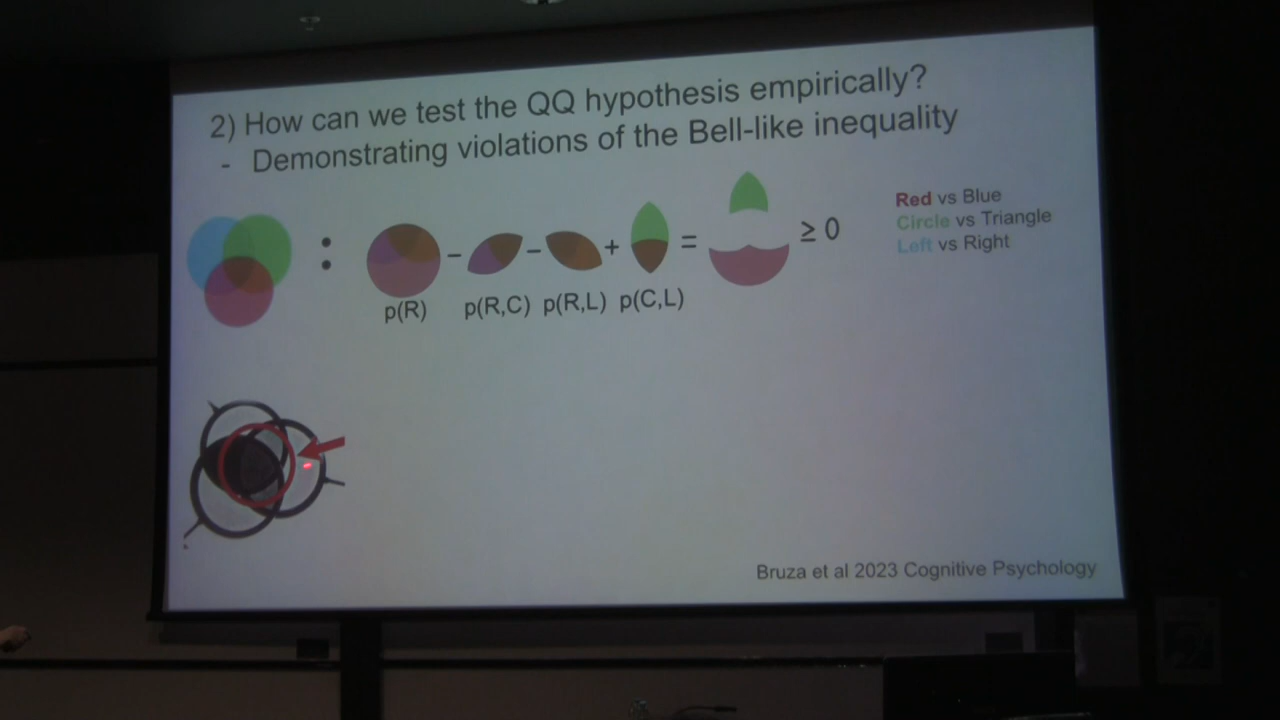 2) How can we test the QQ hypothesis empirically?
- Demonstrating violations of the Bell-like inequality
: - - + = ≥ 0
p(R) p(R,C) p(R,L) p(C,L)
Red vs Blue
Circle vs Triangle
Left vs Right
Bruza et al 2023 Cognitive Psychology